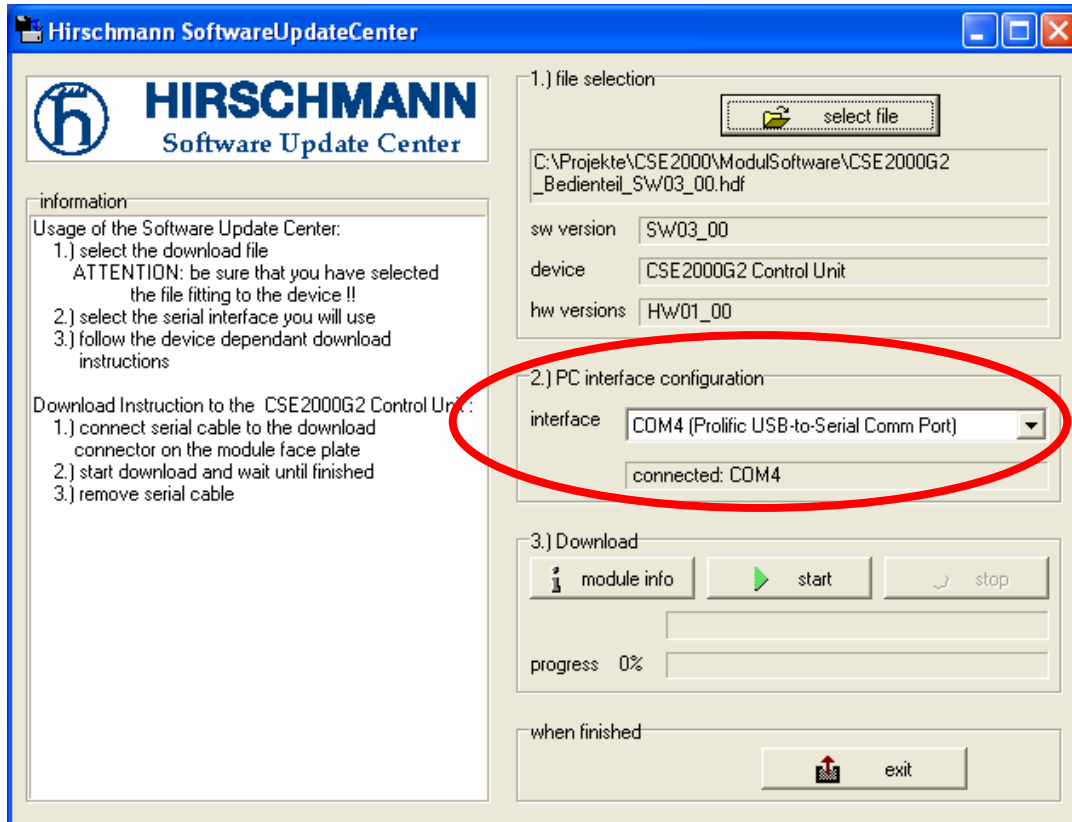 Hirschmann SoftwareUpdateCenter
HIRSCHMANN
Software Update Center
information
Usage of the Software Update Center:
1.) select the download file
ATTENTION: be sure that you have selected
the file fitting to the device !!
2.) select the serial interface you will use
3.) follow the device dependant download
instructions
Download Instruction to the CSE2000G2 Control Unit :
1.) connect serial cable to the download
connector on the module face plate
2.) start download and wait until finished
3.) remove serial cable
1.) file selection
select file
C:\Projekte\CSE2000\ModulSoftware\CSE2000G2
_Bedienteil_SW03_00.hdf
sw version SW03_00
device CSE2000G2 Control Unit
hw versions HW01_00
2.) PC interface configuration
interface COM4 (Prolific USB-to-Serial Comm Port)
connected: COM4
3.) Download
module info start stop
progress 0%
when finished
exit